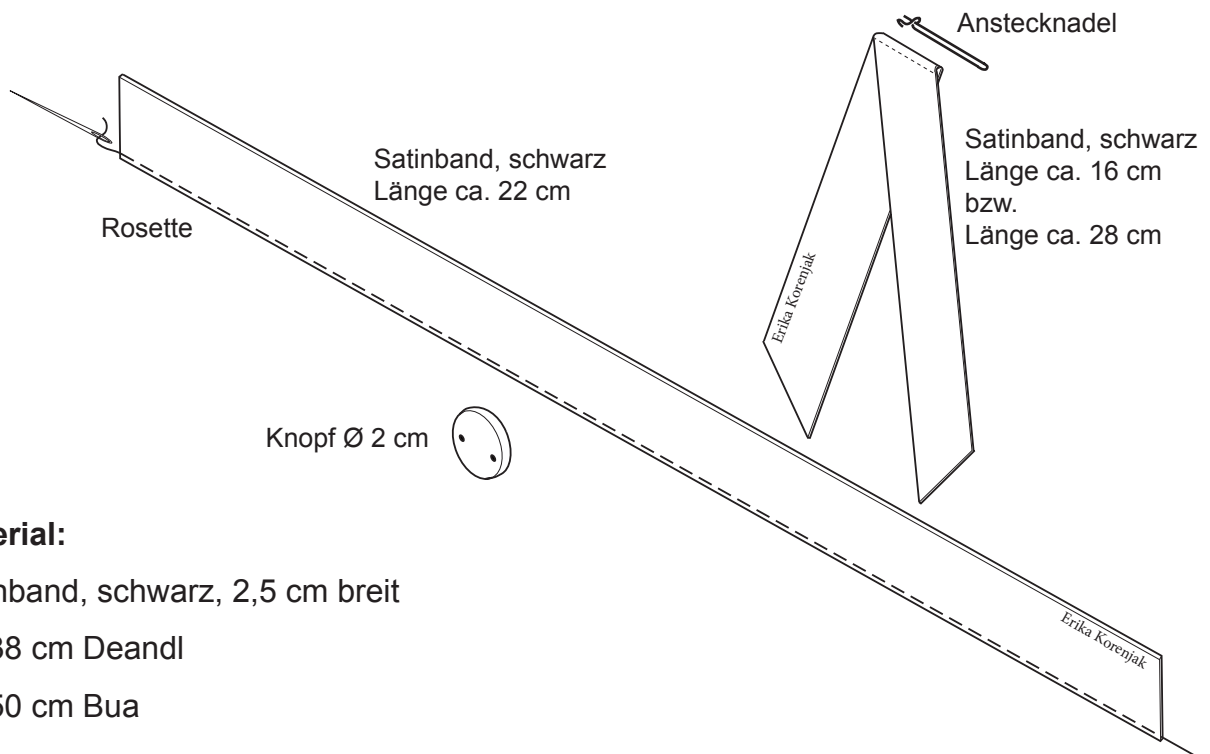 Anstecknadel
Satinband, schwarz
Länge ca. 22 cm
Satinband, schwarz
Länge ca. 16 cm
bzw.
Länge ca. 28 cm
Rosette
Erika Korenjak
Knopf Ø 2 cm
erial:
nband, schwarz, 2,5 cm breit
38 cm Deandl
50 cm Bua
Erika Korenjak